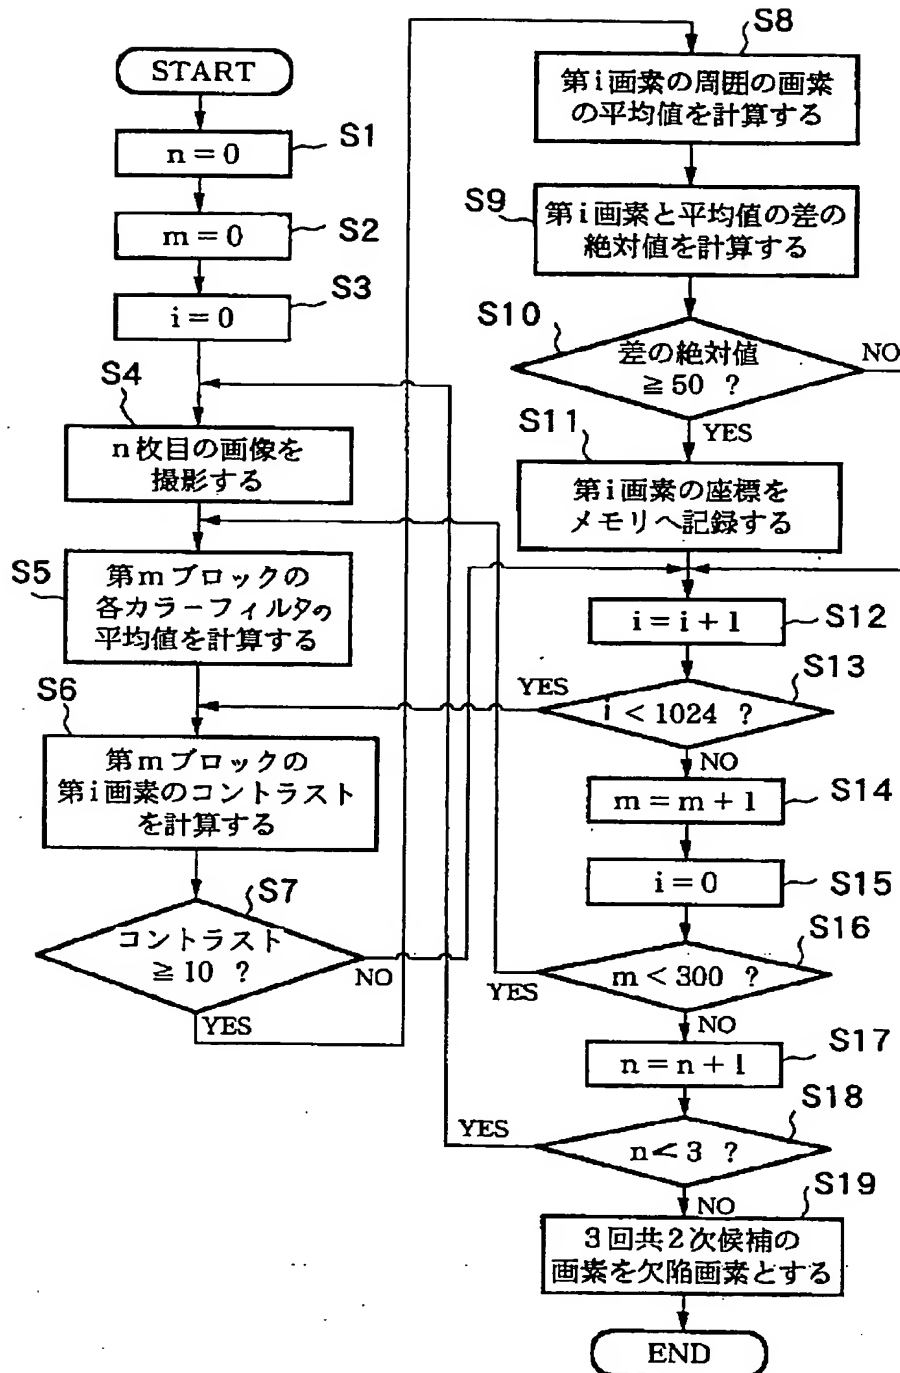 START
n = 0
S1
m = 0
S2
i = 0
S3
S4
n枚目の画像を
撮影する
S5
第mブロックの
各カラーフィルタの
平均値を計算する
S6
第mブロックの
第i画素のコントラスト
を計算する
S7
コントラスト
≧10 ?
NO
YES
S8
第i画素の周囲の画素
の平均値を計算する
S9
第i画素と平均値の差の
絶対値を計算する
S10
差の絶対値
≧50 ?
NO
YES
S11
第i画素の座標を
メモリへ記録する
S12
i = i + 1
S13
i < 1024 ?
YES
NO
S14
m = m + 1
S15
i = 0
S16
m < 300 ?
YES
NO
S17
n = n + 1
S18
n < 3 ?
YES
NO
S19
3回共2次候補の
画素を欠陥画素とする
END